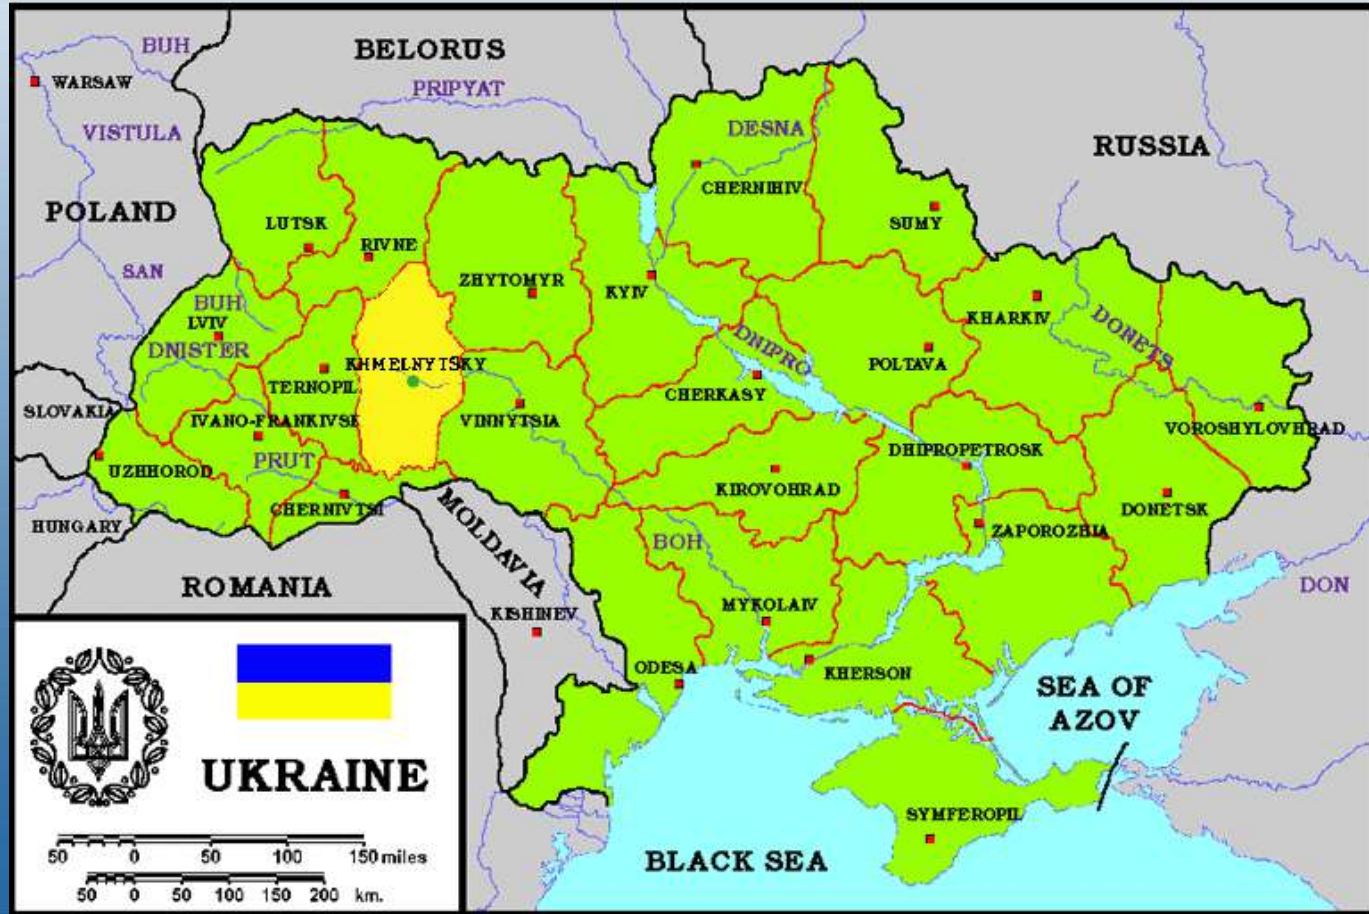 BUH
BELORUS
WARSAW
PRIPYAT
VISTULA
DESNA
RUSSIA
CHERNIHIV
POLAND
LUTSK
SUMY
RIVNE
SAN
ZHYTOMYR
KYIV
BUH
LVIV
KHARKIV
DONETS
DNISTER
DNIPRO
KHMELNYTSKY
POLTAVA
TERNOPIL
CHERKASY
SLOVAKIA
IVANO-FRANKIVSK
VINNYTSIA
VOROSHYLOVHRAD
DHIPROPETROSK
PRUT
UZHHOROD
KIROVOHRAD
CHERNIVTSI
DONETSK
HUNGARY
MOLDAVIA
ZAPOROZHIA
BOH
ROMANIA
DON
MYKOLAIV
KISHINEV
ODESA
KHERSON
SEA OF
AZOV
UKRAINE
SYMFEROPIL
BLACK SEA
50 0 50 100 150 miles
50 0 50 100 150 200 km.